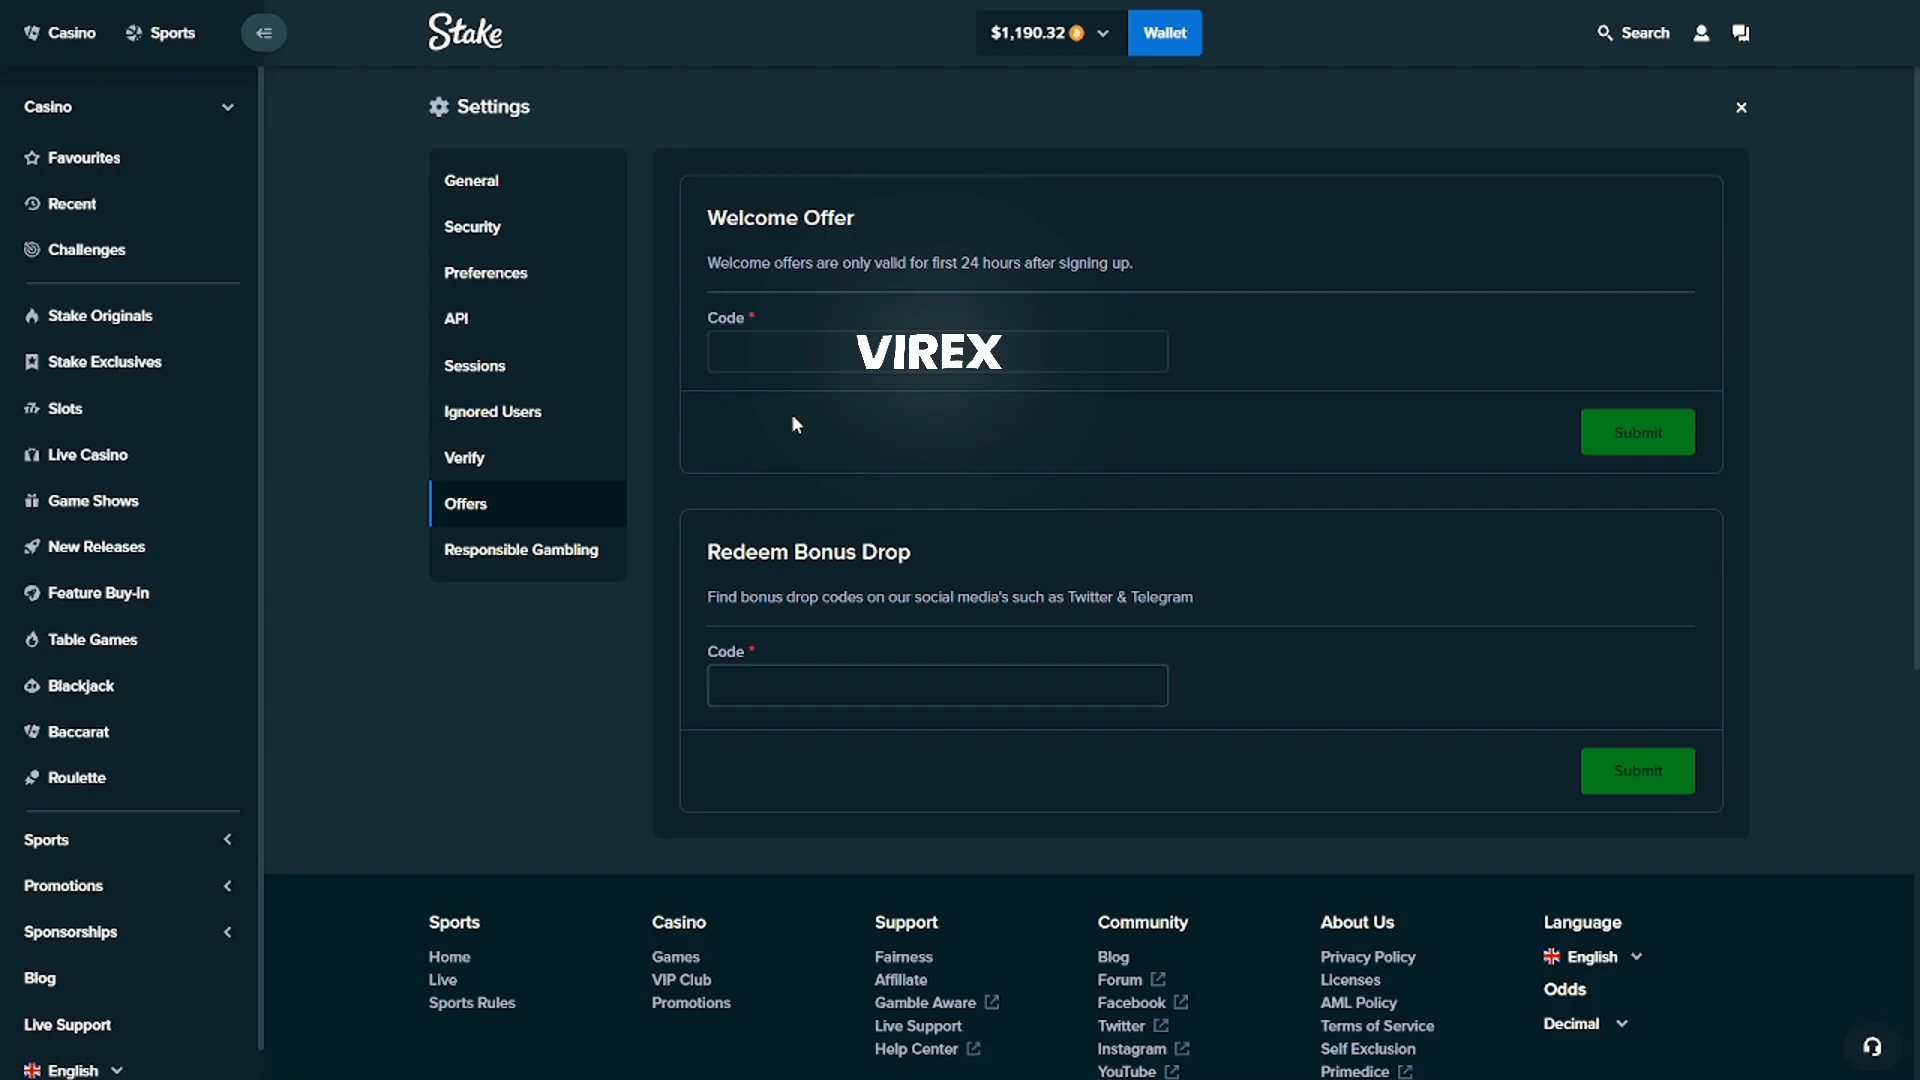 Casino
Sports
Stake
$1,190.32
Wallet
Search
Casino
Favourites
Recent
Challenges
Stake Originals
Stake Exclusives
Slots
Live Casino
Game Shows
New Releases
Feature Buy-in
Table Games
Blackjack
Baccarat
Roulette
Sports
Promotions
Sponsorships
Blog
Live Support
English
Settings
General
Security
Preferences
API
Sessions
Ignored Users
Verify
Offers
Responsible Gambling
Welcome Offer
Welcome offers are only valid for first 24 hours after signing up.
Code *
VIREX
Submit
Redeem Bonus Drop
Find bonus drop codes on our social media's such as Twitter & Telegram
Code *
Submit
Sports
Home
Live
Sports Rules
Casino
Games
VIP Club
Promotions
Support
Fairness
Affiliate
Gamble Aware
Live Support
Help Center
Community
Blog
Forum
Facebook
Twitter
Instagram
YouTube
About Us
Privacy Policy
Licenses
AML Policy
Terms of Service
Self Exclusion
Primedice
Language
English
Odds
Decimal